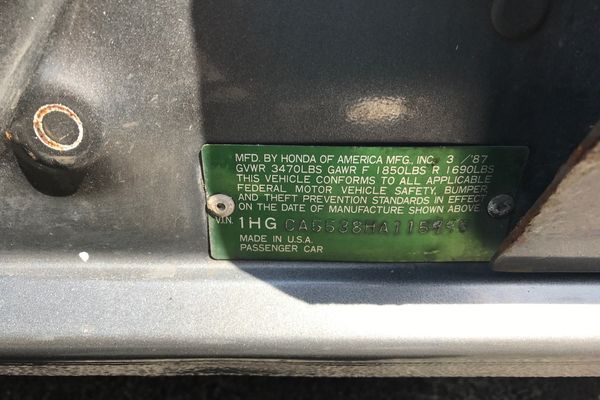 MFD. BY HONDA OF AMERICA MFG., INC. 3 / '87
GVWR 3470LBS GAWR F 1850LBS R 1690LBS
THIS VEHICLE CONFORMS TO ALL APPLICABLE
FEDERAL MOTOR VEHICLE SAFETY, BUMPER,
AND THEFT PREVENTION STANDARDS IN EFFECT
ON THE DATE OF MANUFACTURE SHOWN ABOVE
V.I.N. 1HG
MADE IN U.S.A.
PASSENGER CAR